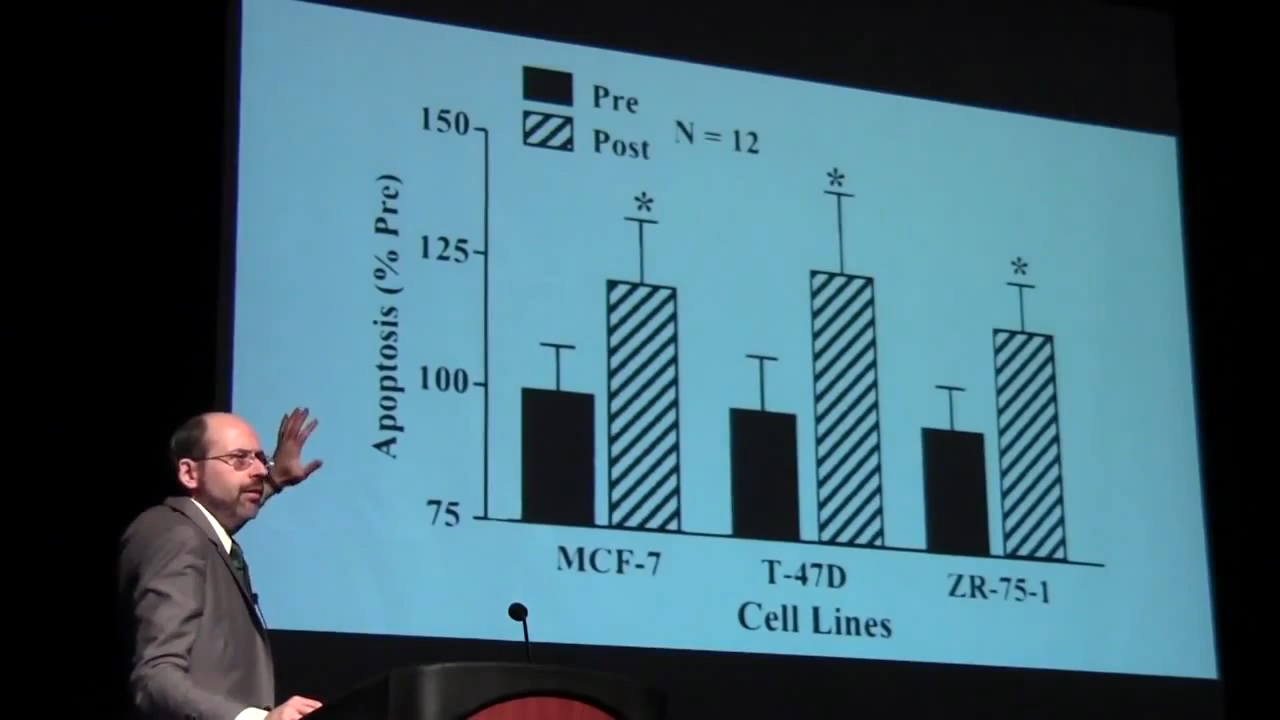 Pre
Post
N = 12
150
125
100
75
Apoptosis (% Pre)
*
*
*
MCF-7
T-47D
ZR-75-1
Cell Lines